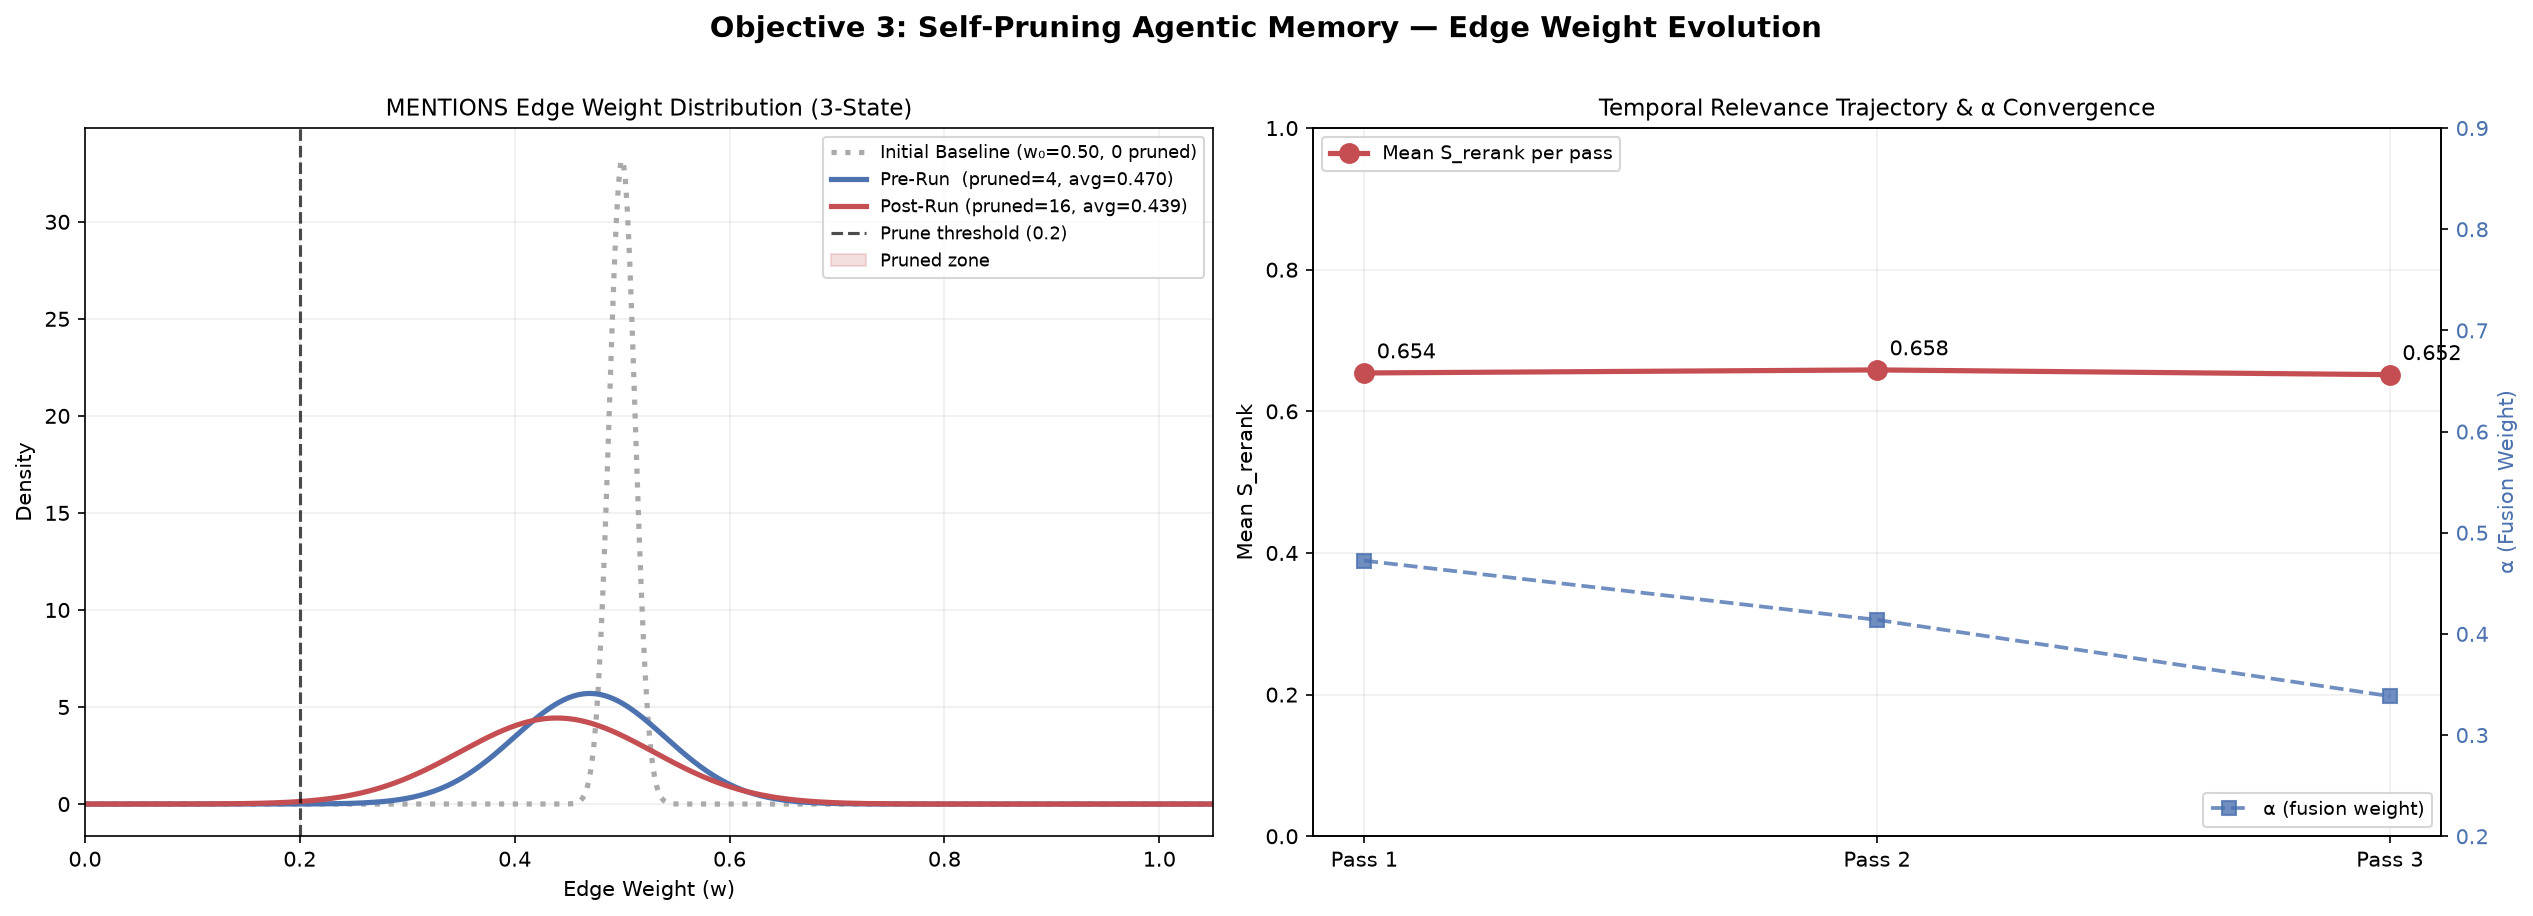 Objective 3: Self-Pruning Agentic Memory — Edge Weight Evolution
MENTIONS Edge Weight Distribution (3-State)
Initial Baseline (w₀=0.50, 0 pruned)
Pre-Run  (pruned=4, avg=0.470)
Post-Run (pruned=16, avg=0.439)
Prune threshold (0.2)
Pruned zone
Density
30
25
20
15
10
5
0
0.0 0.2 0.4 0.6 0.8 1.0
Edge Weight (w)
Temporal Relevance Trajectory & α Convergence
Mean S_rerank per pass
Mean S_rerank
1.0
0.8
0.6
0.4
0.2
0.0
0.654
0.658
0.652
α (fusion weight)
Pass 1 Pass 2 Pass 3
0.9
0.8
0.7
0.6
0.5
0.4
0.3
0.2
α (Fusion Weight)